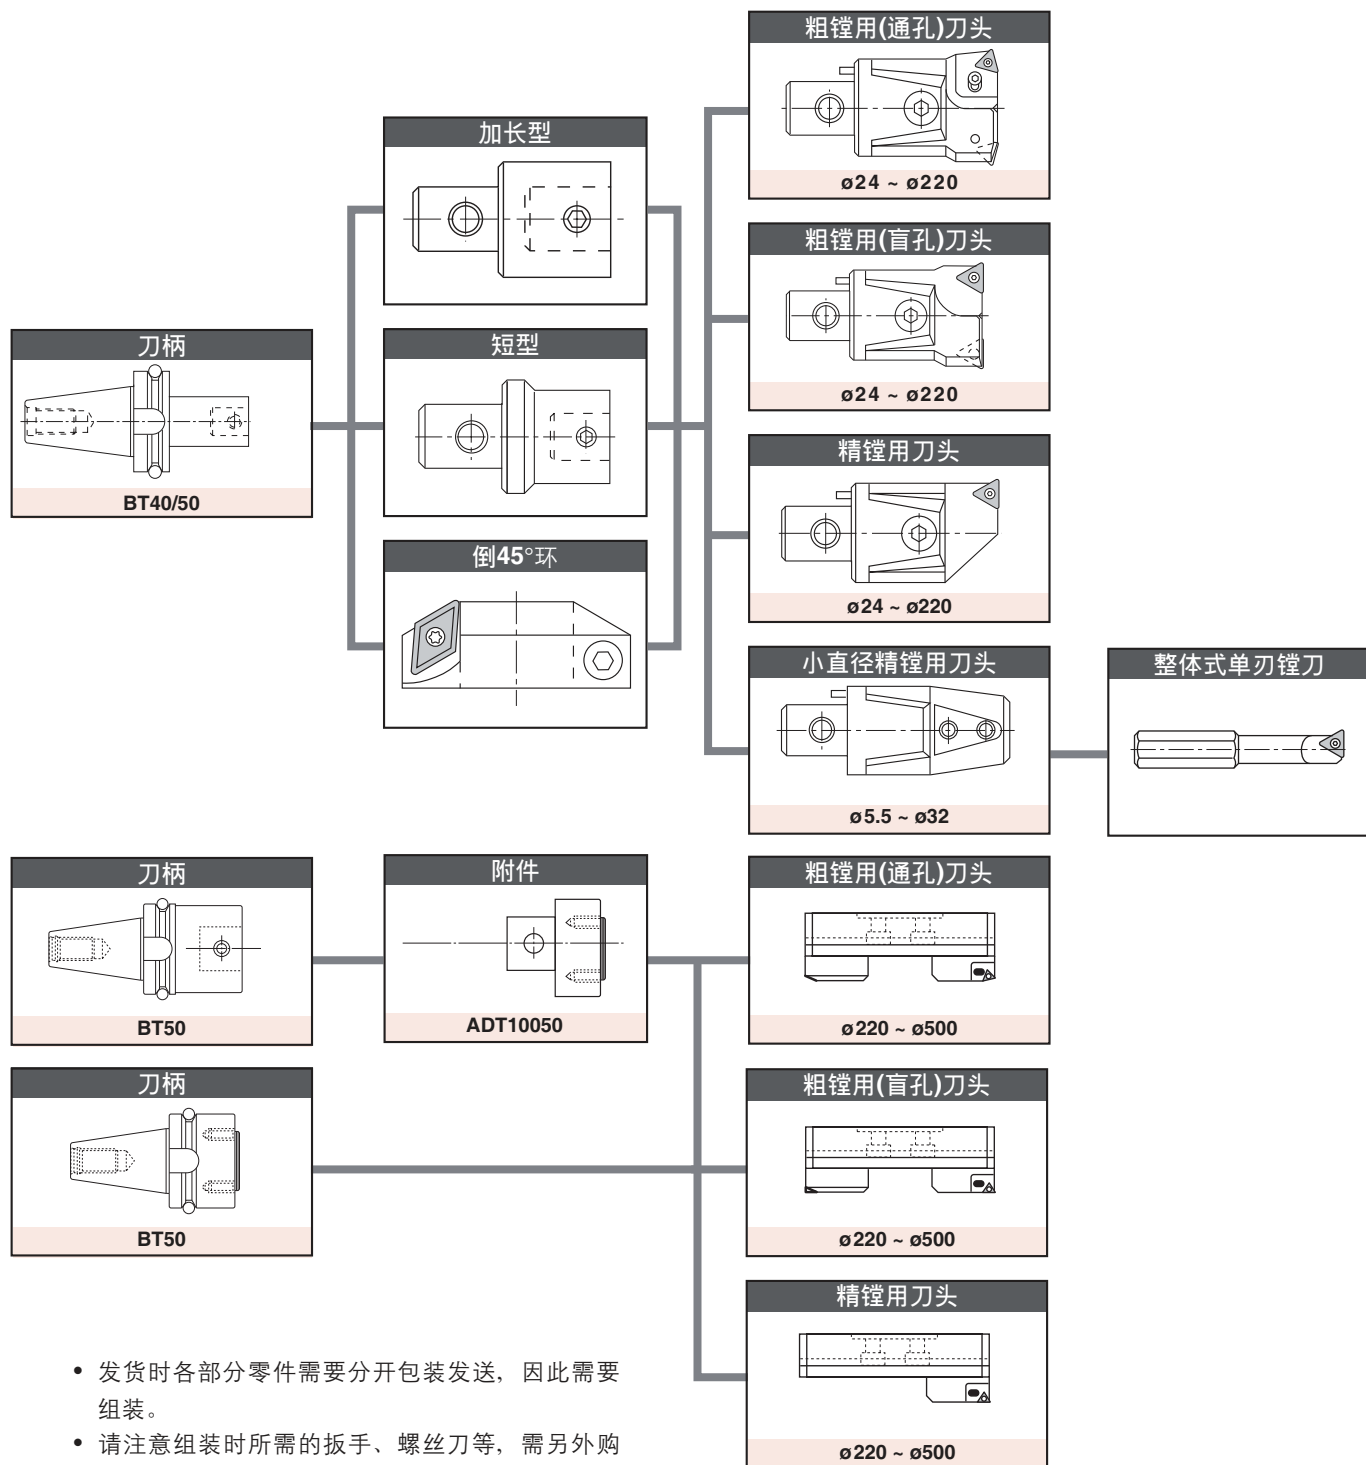 粗镗用(通孔)刀头
ø24 ~ ø220
加长型
粗镗用(盲孔)刀头
ø24 ~ ø220
刀柄
BT40/50
短型
精镗用刀头
ø24 ~ ø220
倒45°环
小直径精镗用刀头
ø5.5 ~ ø32
整体式单刃镗刀
刀柄
BT50
附件
ADT10050
粗镗用(通孔)刀头
ø220 ~ ø500
刀柄
BT50
粗镗用(盲孔)刀头
ø220 ~ ø500
精镗用刀头
ø220 ~ ø500
• 发货时各部分零件需要分开包装发送，因此需要
组装。
• 请注意组装时所需的扳手、螺丝刀等，需另外购